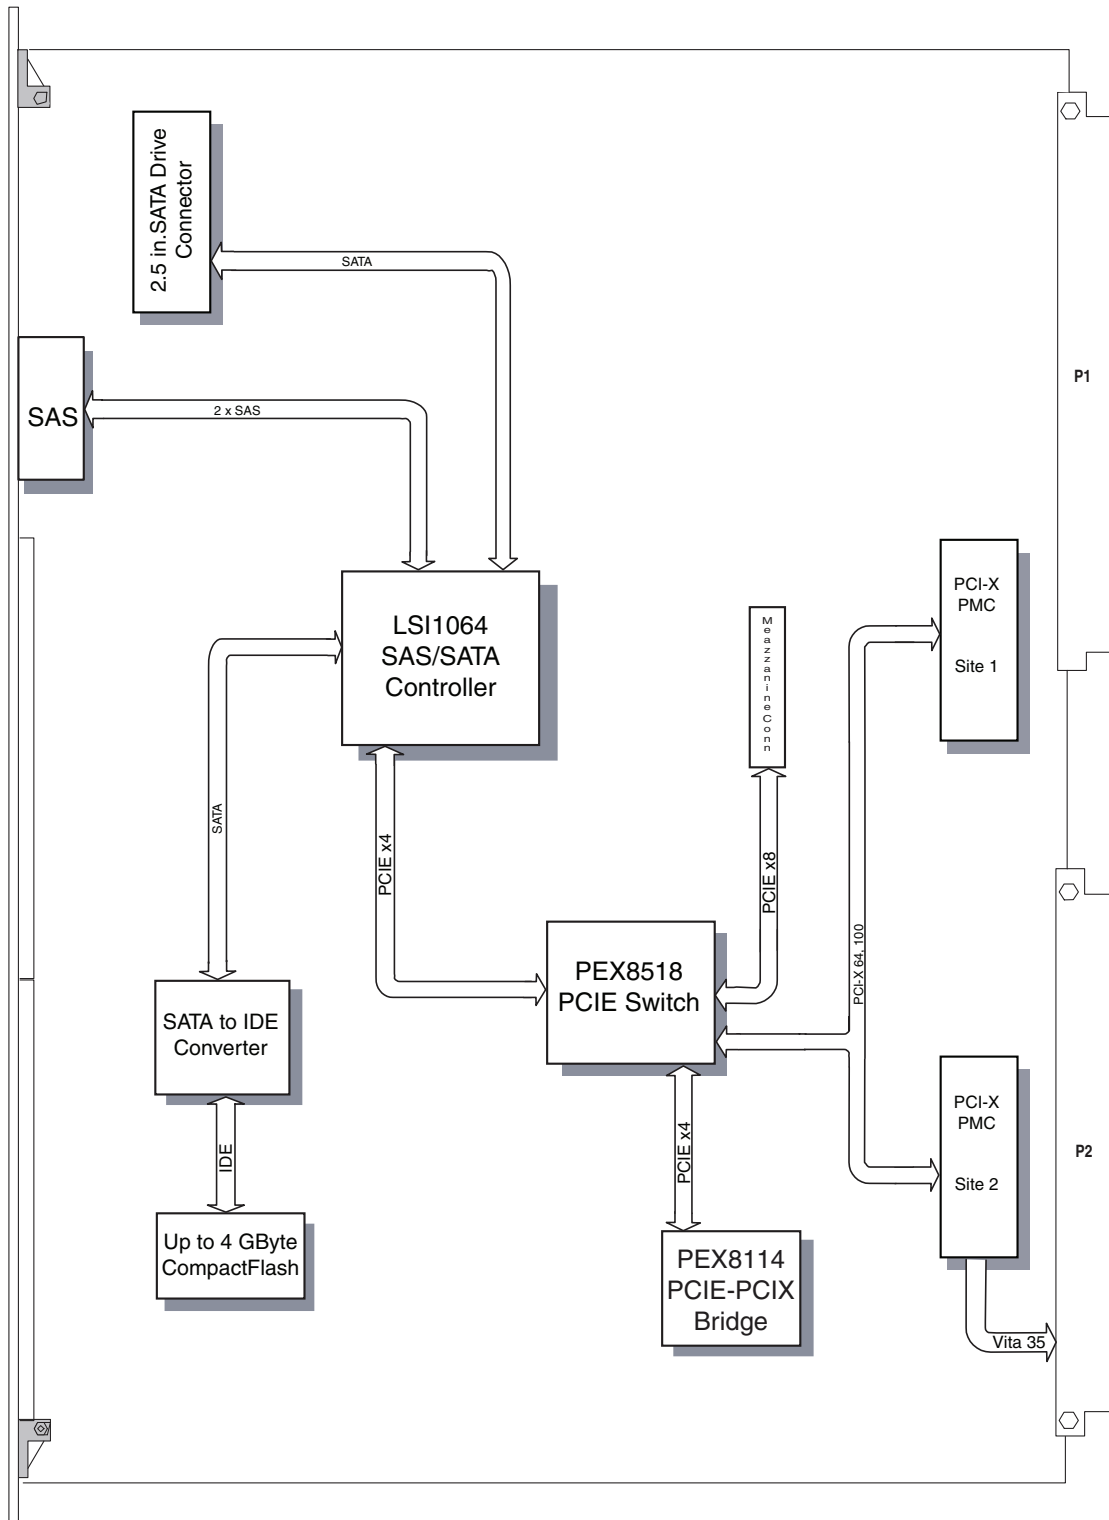 2.5 in.SATA Drive
Connector
SATA
P1
SAS
2 x SAS
LSI1064
SAS/SATA
Controller
PCI-X
PMC
Site 1
MeazzanineConn
SATA
PCIE x4
PCIE x8
PCI-X 64, 100
PEX8518
PCIE Switch
SATA to IDE
Converter
IDE
PCIE x4
PCI-X
PMC
Site 2
P2
Up to 4 GByte
CompactFlash
PEX8114
PCIE-PCIX
Bridge
Vita 35